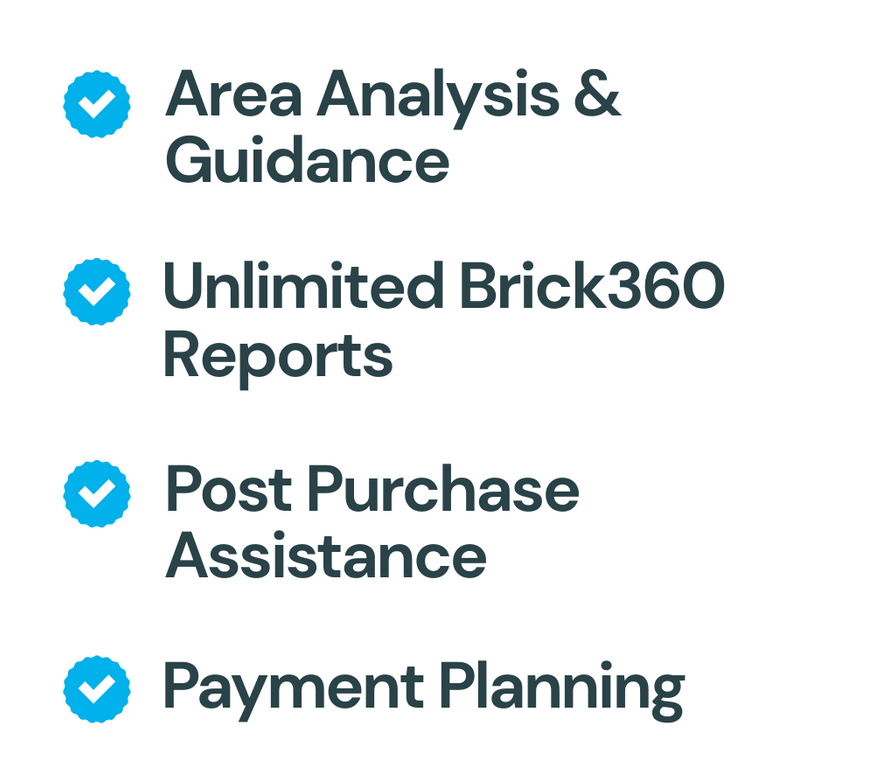 Area Analysis &
Guidance
Unlimited Brick360
Reports
Post Purchase
Assistance
Payment Planning